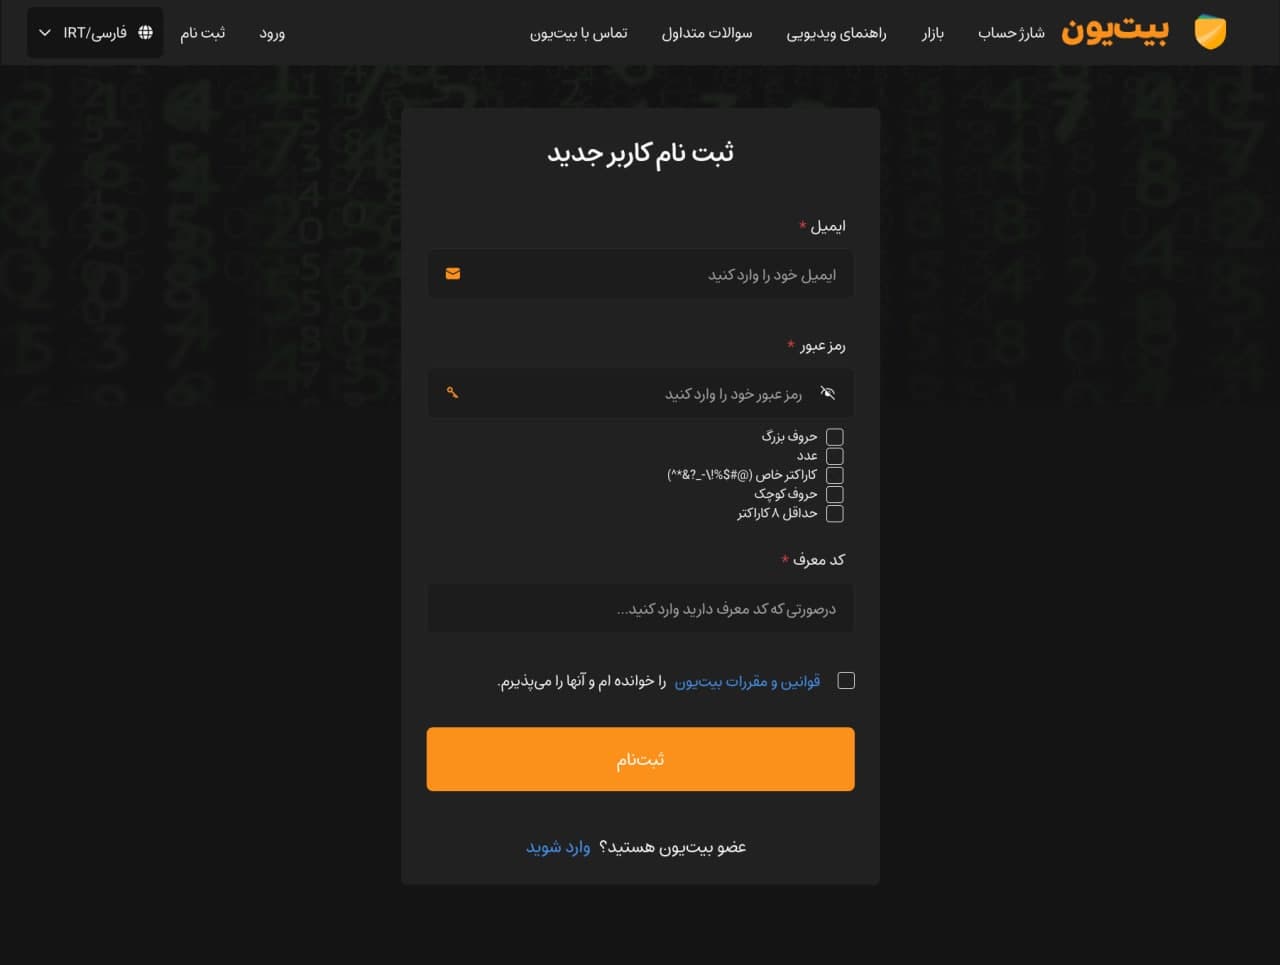 بیت‌یون شارژ حساب بازار راهنمای ویدیویی سوالات متداول تماس با بیت‌یون ورود ثبت نام فارسی/IRT
ثبت نام کاربر جدید
ایمیل *
ایمیل خود را وارد کنید
رمز عبور *
رمز عبور خود را وارد کنید
حروف بزرگ
عدد
کاراکتر خاص (@#$%!\-_?&*^)
حروف کوچک
حداقل ۸ کاراکتر
کد معرف *
درصورتی که کد معرف دارید وارد کنید...
قوانین و مقررات بیت‌یون را خوانده ام و آنها را می‌پذیرم.
ثبت‌نام
عضو بیت‌یون هستید؟ وارد شوید